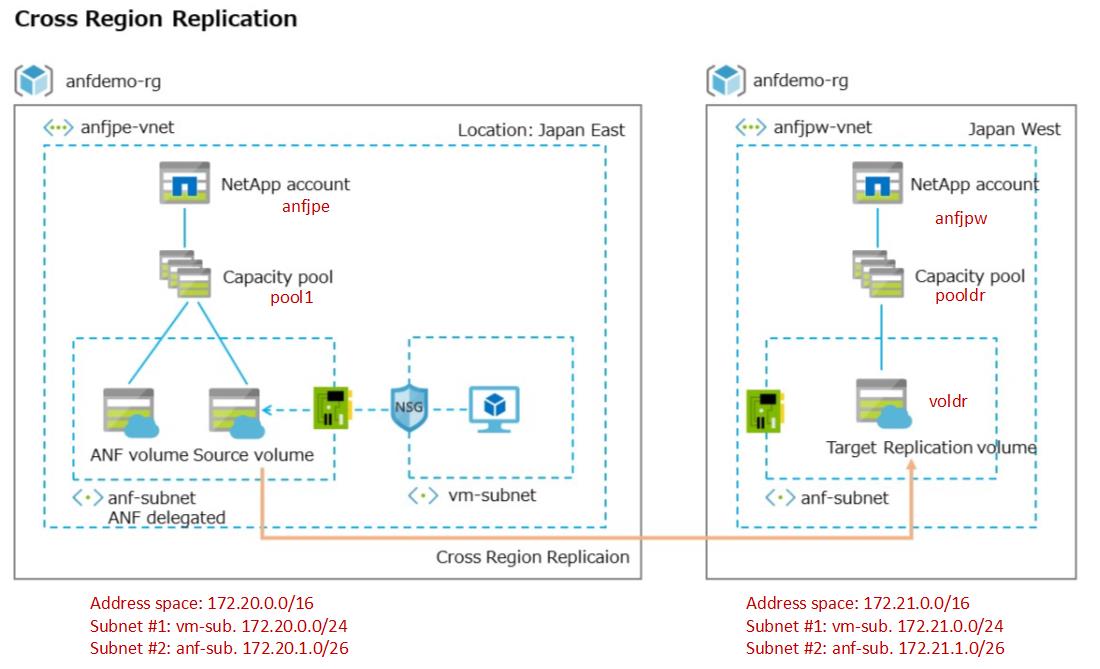 Cross Region Replication
anfdemo-rg
anfjpe-vnet
Location: Japan East
NetApp account
anfjpe
Capacity pool
pool1
NSG
ANF volume
Source volume
anf-subnet
ANF delegated
vm-subnet
Cross Region Replicaion
Address space: 172.20.0.0/16
Subnet #1: vm-sub. 172.20.0.0/24
Subnet #2: anf-sub. 172.20.1.0/26
anfdemo-rg
anfjpw-vnet
Japan West
NetApp account
anfjpw
Capacity pool
pooldr
voldr
Target Replication volume
anf-subnet
Address space: 172.21.0.0/16
Subnet #1: vm-sub. 172.21.0.0/24
Subnet #2: anf-sub. 172.21.1.0/26